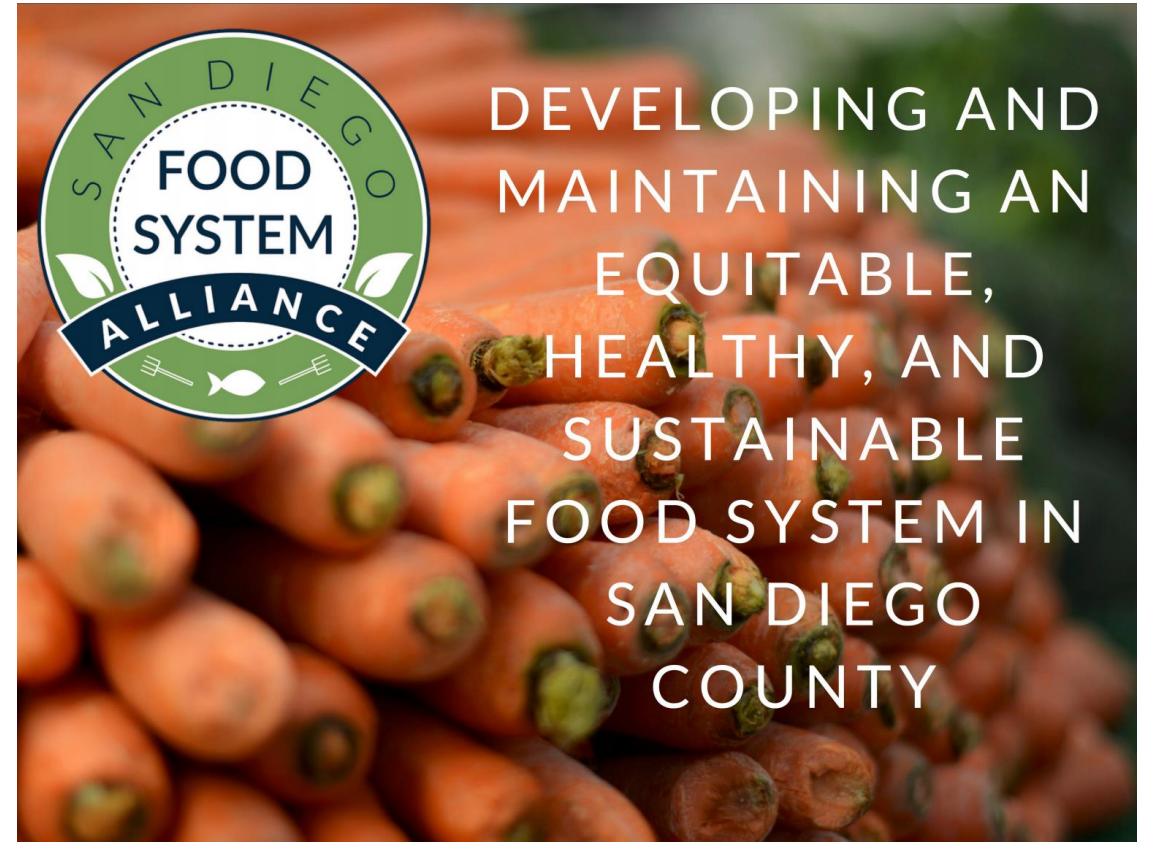 SAN DIEGO
FOOD
SYSTEM
ALLIANCE
DEVELOPING AND
MAINTAINING AN
EQUITABLE,
HEALTHY, AND
SUSTAINABLE
FOOD SYSTEM IN
SAN DIEGO
COUNTY